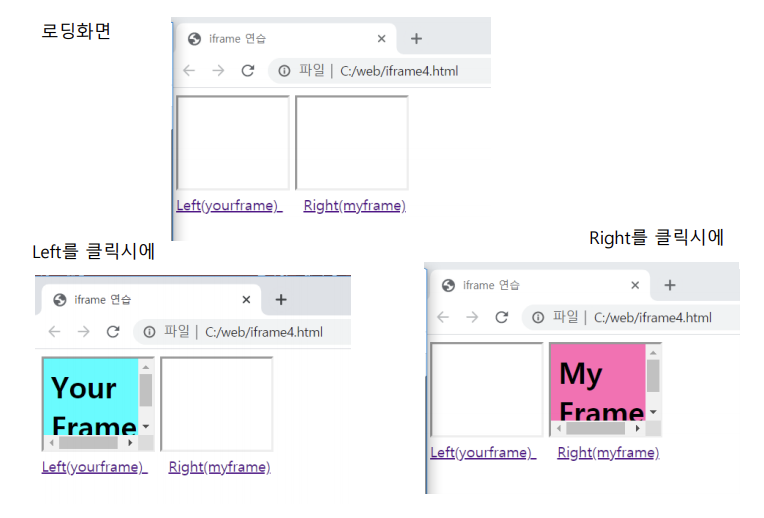 로딩화면
iframe 연습
파일 | C:/web/iframe4.html
Left(yourframe) Right(myframe)
Left를 클릭시에
iframe 연습
파일 | C:/web/iframe4.html
Your
Frame
Left(yourframe) Right(myframe)
Right를 클릭시에
iframe 연습
파일 | C:/web/iframe4.html
My
Frame
Left(yourframe) Right(myframe)